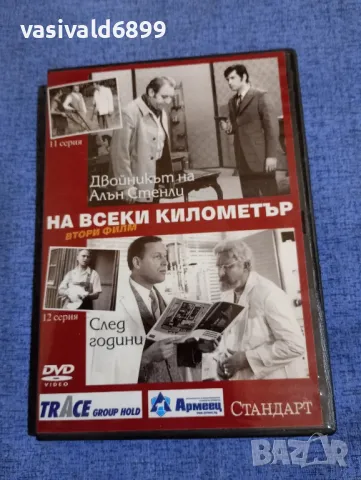 vasivald6899
11 серия
Двойникът на
Алън Стенли
НА ВСЕКИ КИЛОМЕТЪР
ВТОРИ ФИЛМ
12 серия
След
години
DVD
VIDEO
TRACE GROUP HOLD
Армеец
СТАНДАРТ
bazar